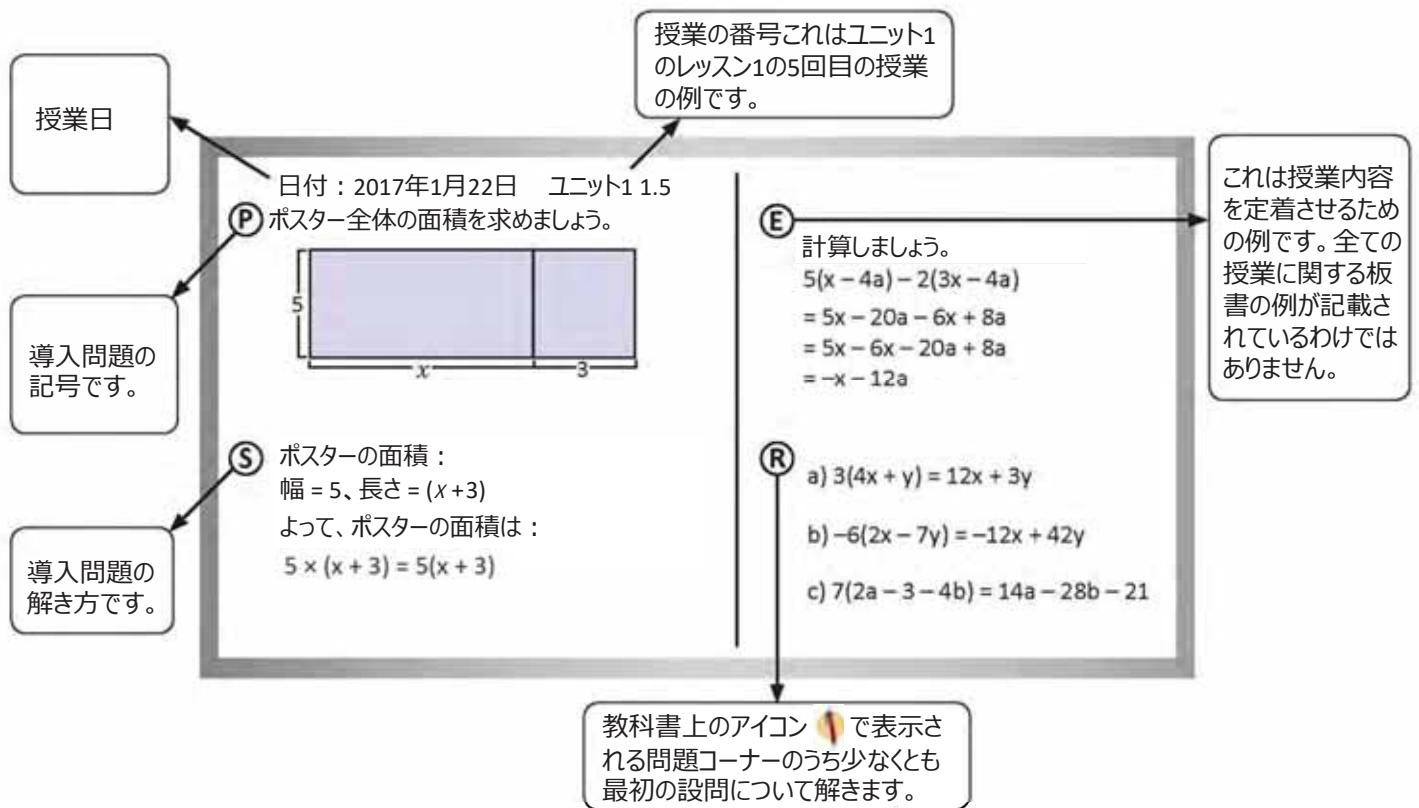 授業の番号これはユニット1
のレッスン1の5回目の授業
の例です。
授業日
日付：2017年1月22日 ユニット1 1.5
P ポスター全体の面積を求めましょう。
5
x
3
導入問題の
記号です。
S ポスターの面積：
幅 = 5、長さ = (x +3)
よって、ポスターの面積は：
5 × (x + 3) = 5(x + 3)
導入問題の
解き方です。
E
計算しましょう。
5(x – 4a) – 2(3x – 4a)
= 5x – 20a – 6x + 8a
= 5x – 6x – 20a + 8a
= –x – 12a
これは授業内容
を定着させるため
の例です。全ての
授業に関する板
書の例が記載さ
れているわけでは
ありません。
R
a) 3(4x + y) = 12x + 3y
b) –6(2x – 7y) = –12x + 42y
c) 7(2a – 3 – 4b) = 14a – 28b – 21
教科書上のアイコン で表示さ
れる問題コーナーのうち少なくとも
最初の設問について解きます。